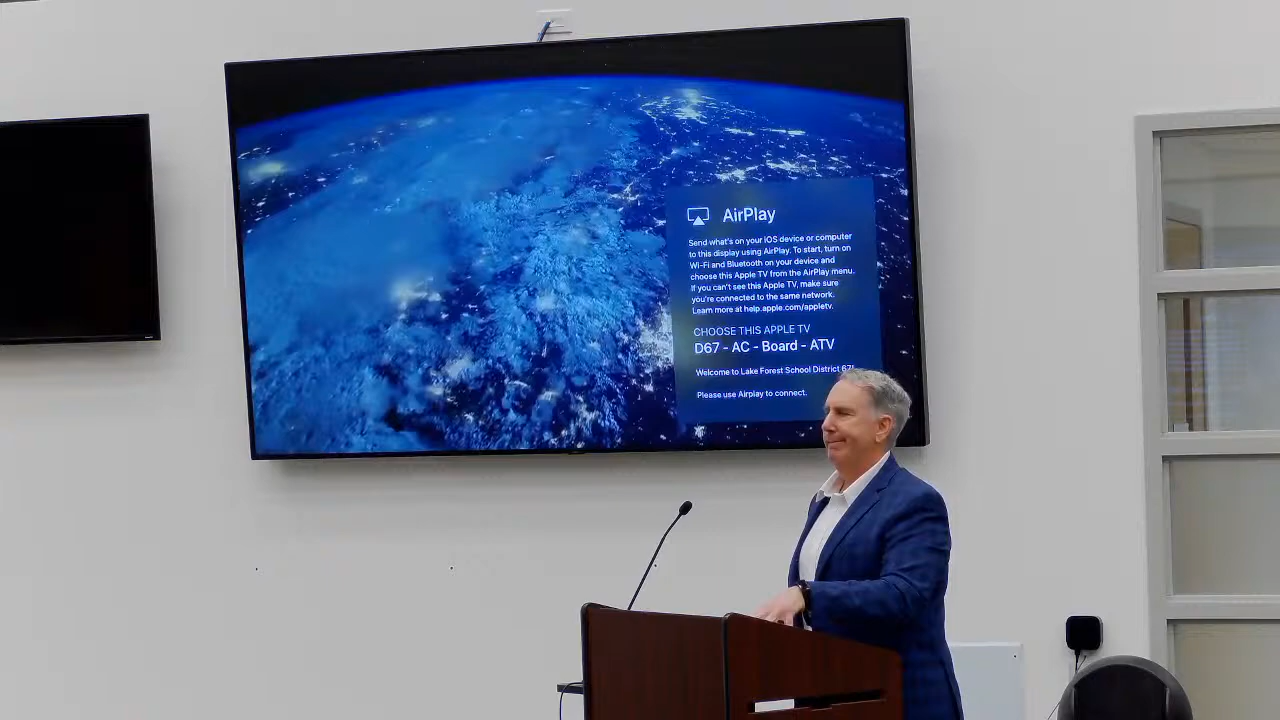 AirPlay
Send what's on your iOS device or computer
to this display using AirPlay. To start, turn on
Wi-Fi and Bluetooth on your device and
choose this Apple TV from the AirPlay menu.
If you can't see this Apple TV, make sure
you're connected to the same network.
Learn more at help.apple.com/appletv.
CHOOSE THIS APPLE TV
D67 - AC - Board - ATV
Welcome to Lake Forest School District 67!
Please use Airplay to connect.